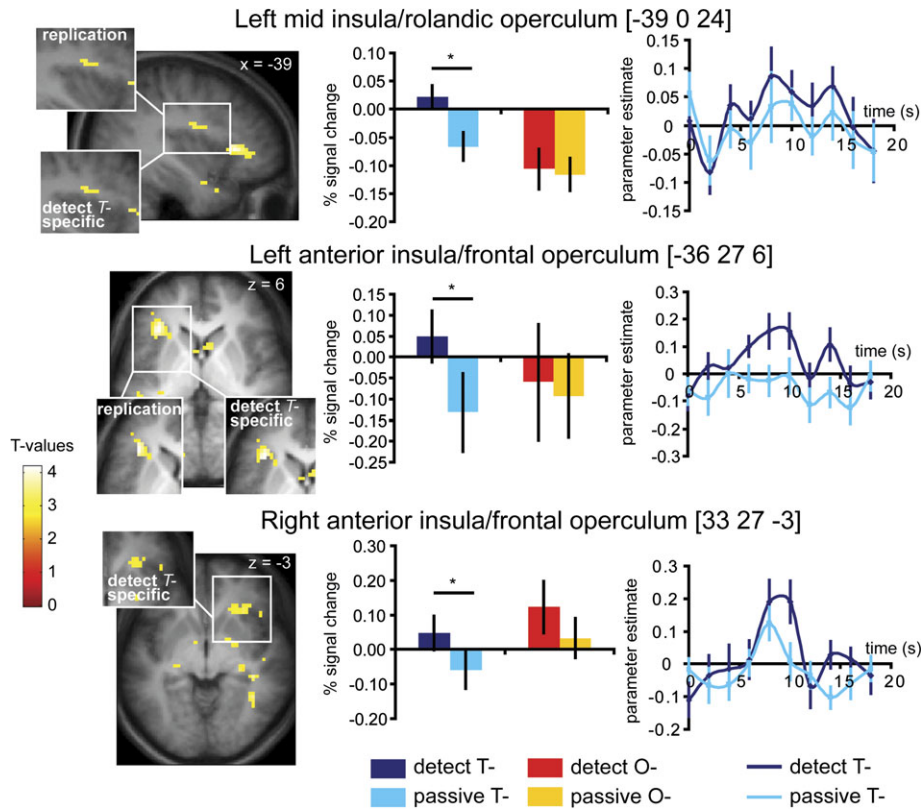 Left mid insula/rolandic operculum [-39 0 24]
replication
x = -39
detect T-
specific
% signal change
0.10
0.05
0.00
-0.05
-0.10
-0.15
-0.20
*
parameter estimate
0.15
0.1
0.05
0
-0.05
-0.1
-0.15
time (s)
0 10 20
Left anterior insula/frontal operculum [-36 27 6]
z = 6
replication
detect T-
specific
% signal change
0.15
0.10
0.05
0.00
-0.05
-0.10
-0.15
-0.20
-0.25
*
parameter estimate
0.3
0.2
0.1
0
-0.1
-0.2
-0.3
time (s)
0 5 10 15 20
T-values
4
3
2
1
0
Right anterior insula/frontal operculum [33 27 -3]
detect T-
specific
z = -3
% signal change
0.30
0.20
0.10
0.00
-0.10
-0.20
*
parameter estimate
0.3
0.2
0.1
0
-0.1
-0.2
time (s)
0 5 10 15 20
detect T- detect O- detect T-
passive T- passive O- passive T-